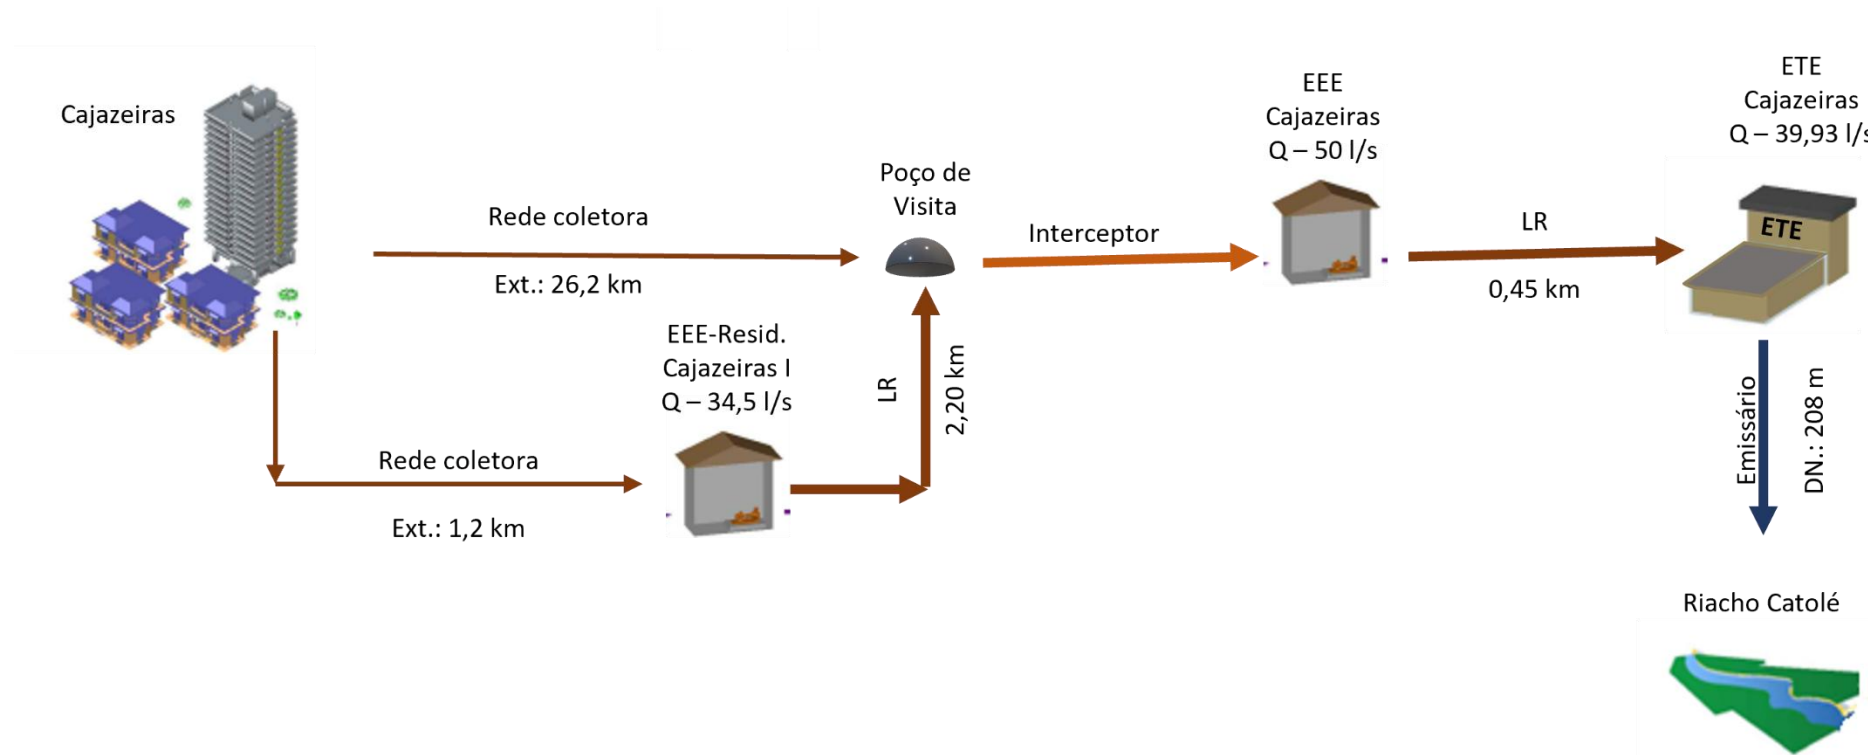 Cajazeiras
Rede coletora
Ext.: 26,2 km
Poço de
Visita
Interceptor
EEE
Cajazeiras
Q – 50 l/s
LR
0,45 km
ETE
Cajazeiras
Q – 39,93 l/s
ETE
EEE-Resid.
Cajazeiras I
Q – 34,5 l/s
LR
2,20 km
Rede coletora
Ext.: 1,2 km
Emissário
DN.: 208 m
Riacho Catolé